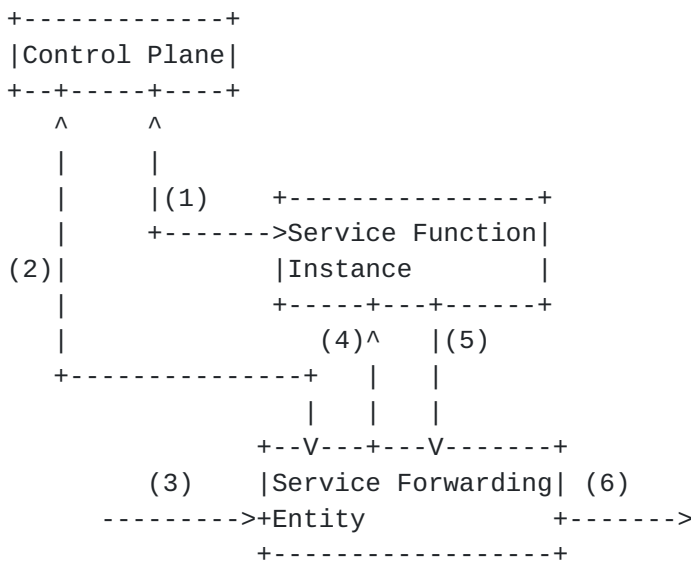 +-------------+
|Control Plane|
+--+-----+----+
   ^     ^
   |     |
   |     |(1)    +----------------+
   |     +------->Service Function|
(2)|             |Instance        |
   |             +-----+---+------+
   |                (4)^   |(5)
   +---------------+   |   |
                   |   |   |
                +--V---+---V-------+
         (3)    |Service Forwarding| (6)
      --------->+Entity            +------->
                +------------------+